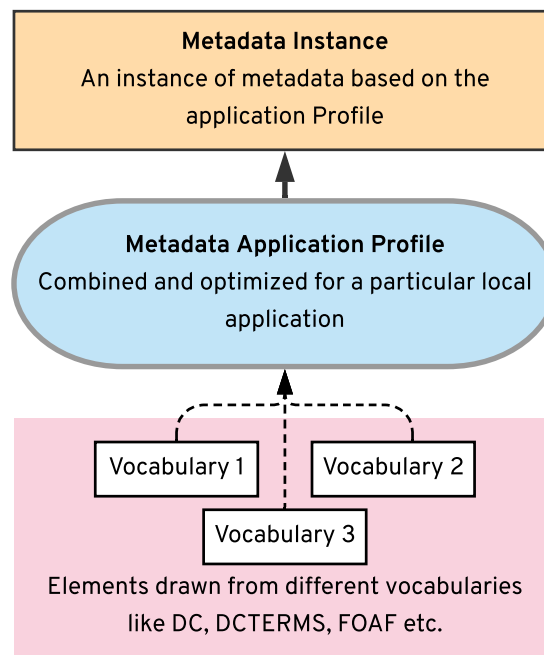 Metadata Instance
An instance of metadata based on the
application Profile
Metadata Application Profile
Combined and optimized for a particular local
application
Vocabulary 1
Vocabulary 2
Vocabulary 3
Elements drawn from different vocabularies
like DC, DCTERMS, FOAF etc.